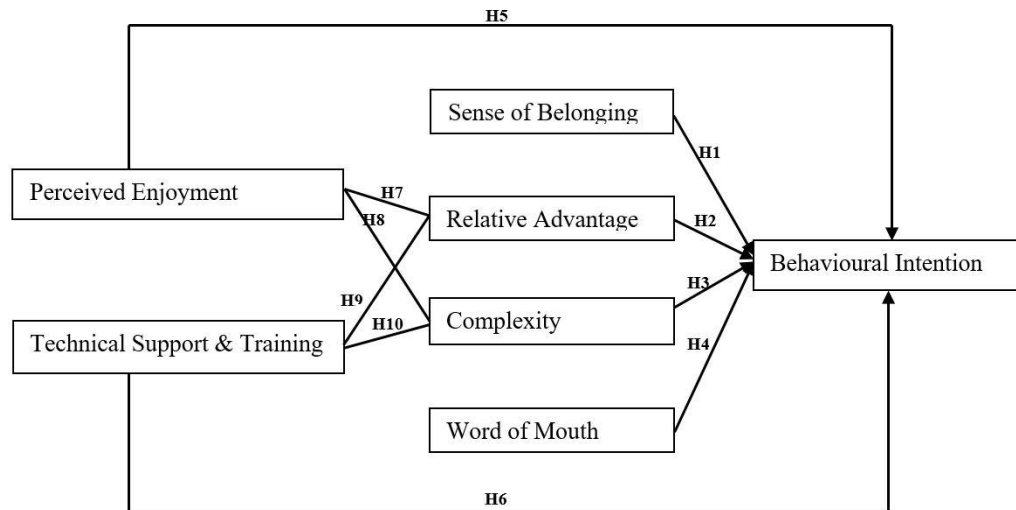 H5
Sense of Belonging
H1
Perceived Enjoyment
H7
H8
Relative Advantage
H2
Behavioural Intention
H3
H9
Complexity
H10
Technical Support & Training
H4
Word of Mouth
H6